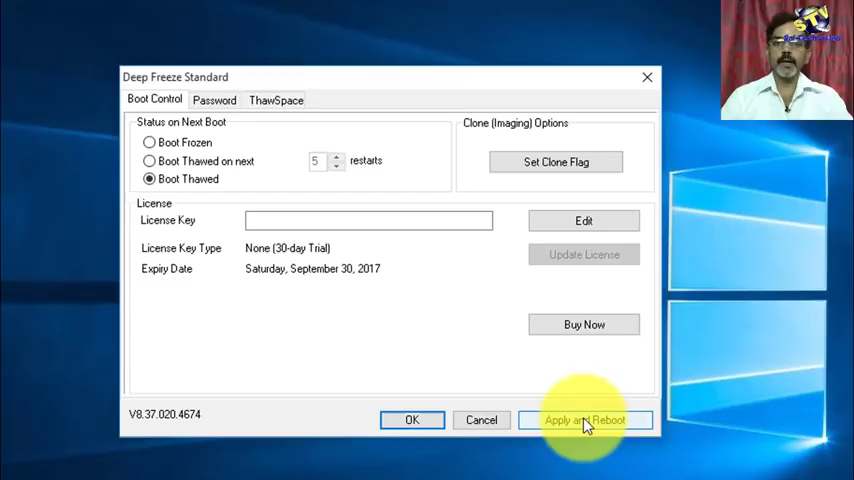 STV
Deep Freeze Standard
Boot Control Password ThawSpace
Status on Next Boot
Boot Frozen
Boot Thawed on next 5 restarts
Boot Thawed
Clone (Imaging) Options
Set Clone Flag
License
License Key Edit
License Key Type None (30-day Trial) Update License
Expiry Date Saturday, September 30, 2017
Buy Now
V8.37.020.4674 OK Cancel Apply and Reboot